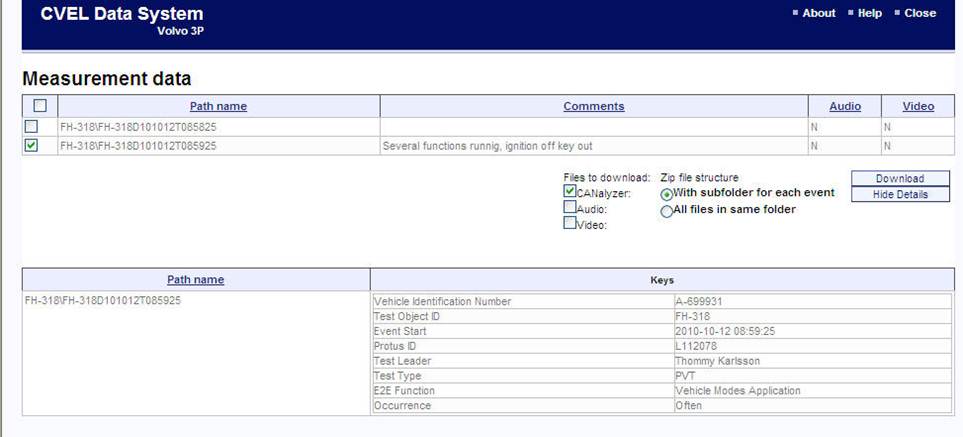 CVEL Data System
Volvo 3P
About Help Close
Measurement data
Path name Comments Audio Video
FH-318\FH-318D101012T085825 N N
FH-318\FH-318D101012T085925 Several functions runnig, ignition off key out N N
Files to download: Zip file structure Download
CANalyzer: With subfolder for each event Hide Details
Audio: All files in same folder
Video:
Path name Keys
FH-318\FH-318D101012T085925 Vehicle Identification Number A-699931
Test Object ID FH-318
Event Start 2010-10-12 08:59:25
Protus ID L112078
Test Leader Thommy Karlsson
Test Type PVT
E2E Function Vehicle Modes Application
Occurrence Often